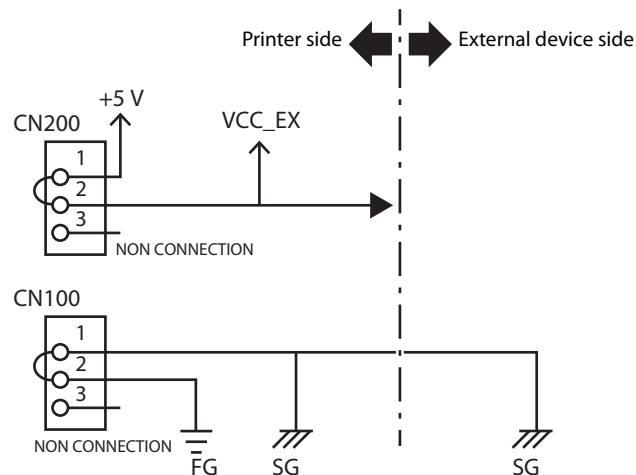 Printer side
External device side
+5 V
CN200
VCC_EX
1
2
3
NON CONNECTION
CN100
1
2
3
NON CONNECTION
FG
SG
SG